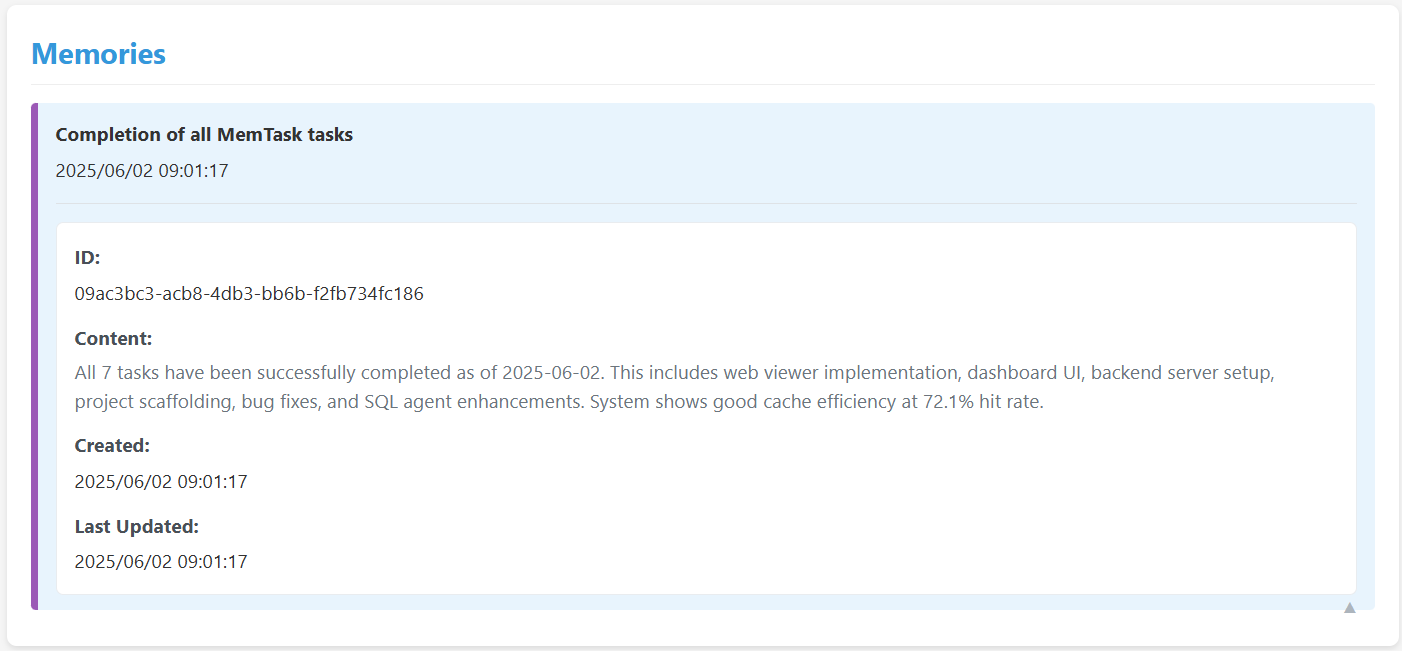 Memories
Completion of all MemTask tasks
2025/06/02 09:01:17
ID:
09ac3bc3-acb8-4db3-bb6b-f2fb734fc186
Content:
All 7 tasks have been successfully completed as of 2025-06-02. This includes web viewer implementation, dashboard UI, backend server setup,
project scaffolding, bug fixes, and SQL agent enhancements. System shows good cache efficiency at 72.1% hit rate.
Created:
2025/06/02 09:01:17
Last Updated:
2025/06/02 09:01:17